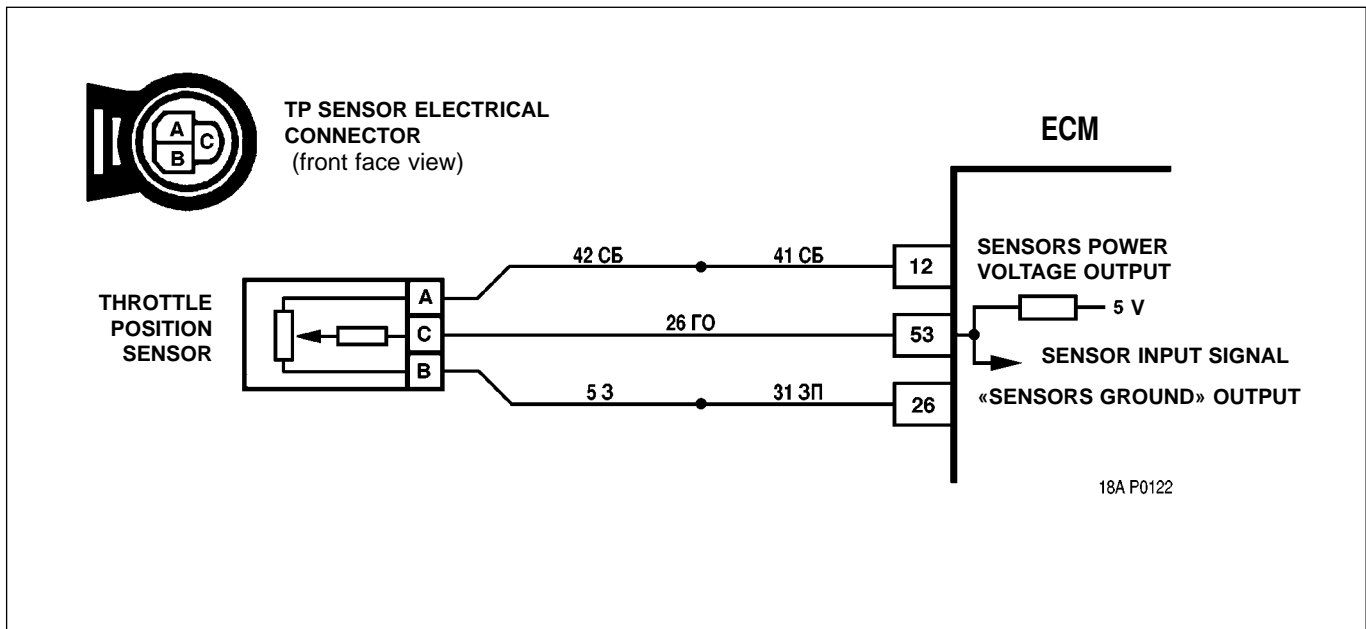 A
C
B
TP SENSOR ELECTRICAL
CONNECTOR
(front face view)
ECM
THROTTLE
POSITION
SENSOR
A
C
B
42 СБ
41 СБ
26 ГО
5 З
31 ЗП
12
53
26
SENSORS POWER
VOLTAGE OUTPUT
5 V
SENSOR INPUT SIGNAL
«SENSORS GROUND» OUTPUT
18A P0122